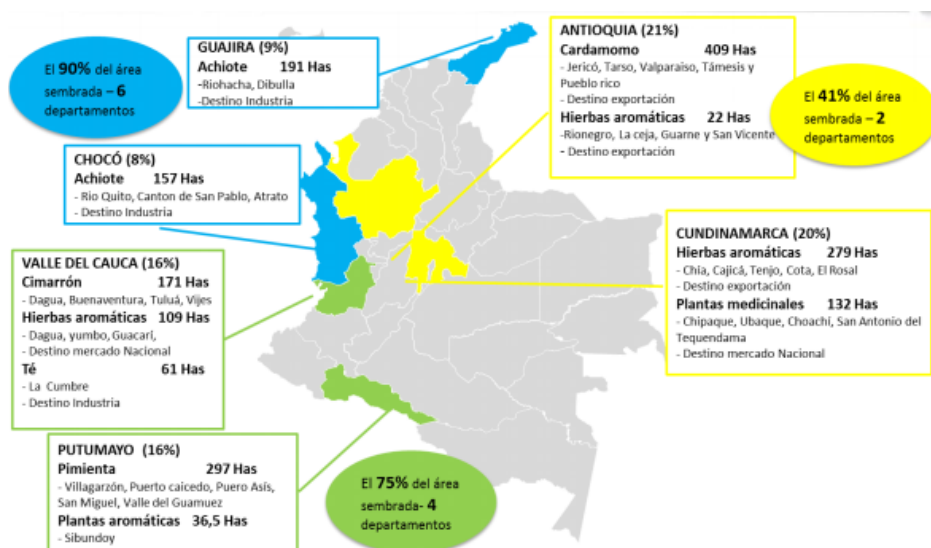 El 90% del área
sembrada – 6
departamentos
GUAJIRA (9%)
Achiote 191 Has
-Riohacha, Dibulla
-Destino Industria
ANTIOQUIA (21%)
Cardamomo 409 Has
- Jericó, Tarso, Valparaiso, Támesis y
Pueblo rico
- Destino exportación
Hierbas aromáticas 22 Has
-Rionegro, La ceja, Guarne y San Vicente
- Destino exportación
El 41% del área
sembrada – 2
departamentos
CHOCÓ (8%)
Achiote 157 Has
- Rio Quito, Canton de San Pablo, Atrato
- Destino Industria
CUNDINAMARCA (20%)
Hierbas aromáticas 279 Has
- Chia, Cajicá, Tenjo, Cota, El Rosal
- Destino exportación
Plantas medicinales 132 Has
- Chipaque, Ubaque, Choachí, San Antonio del
Tequendama
- Destino mercado Nacional
VALLE DEL CAUCA (16%)
Cimarrón 171 Has
- Dagua, Buenaventura, Tuluá, Vijes
Hierbas aromáticas 109 Has
- Dagua, yumbo, Guacarí,
- Destino mercado Nacional
Té 61 Has
- La Cumbre
- Destino Industria
PUTUMAYO (16%)
Pimienta 297 Has
- Villagarzón, Puerto caicedo, Puero Asís,
San Miguel, Valle del Guamuez
Plantas aromáticas 36,5 Has
- Sibundoy
El 75% del área
sembrada- 4
departamentos